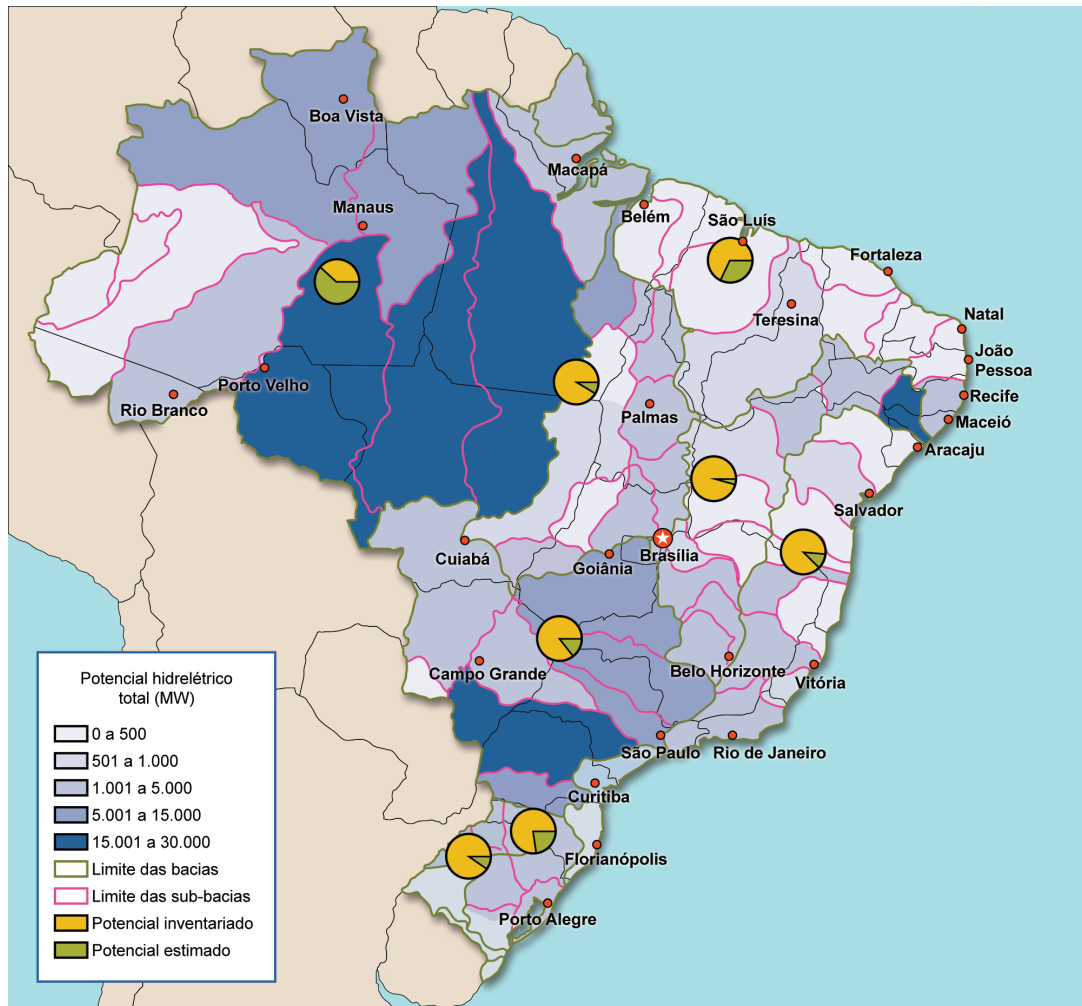 Boa Vista
Macapá
Manaus
Belém
São Luís
Fortaleza
Teresina
Natal
João
Pessoa
Porto Velho
Rio Branco
Palmas
Recife
Maceió
Aracaju
Salvador
Cuiabá
Goiânia
Brasília
Campo Grande
Belo Horizonte
Vitória
São Paulo
Rio de Janeiro
Curitiba
Florianópolis
Porto Alegre
Potencial hidrelétrico
total (MW)
0 a 500
501 a 1.000
1.001 a 5.000
5.001 a 15.000
15.001 a 30.000
Limite das bacias
Limite das sub-bacias
Potencial inventariado
Potencial estimado